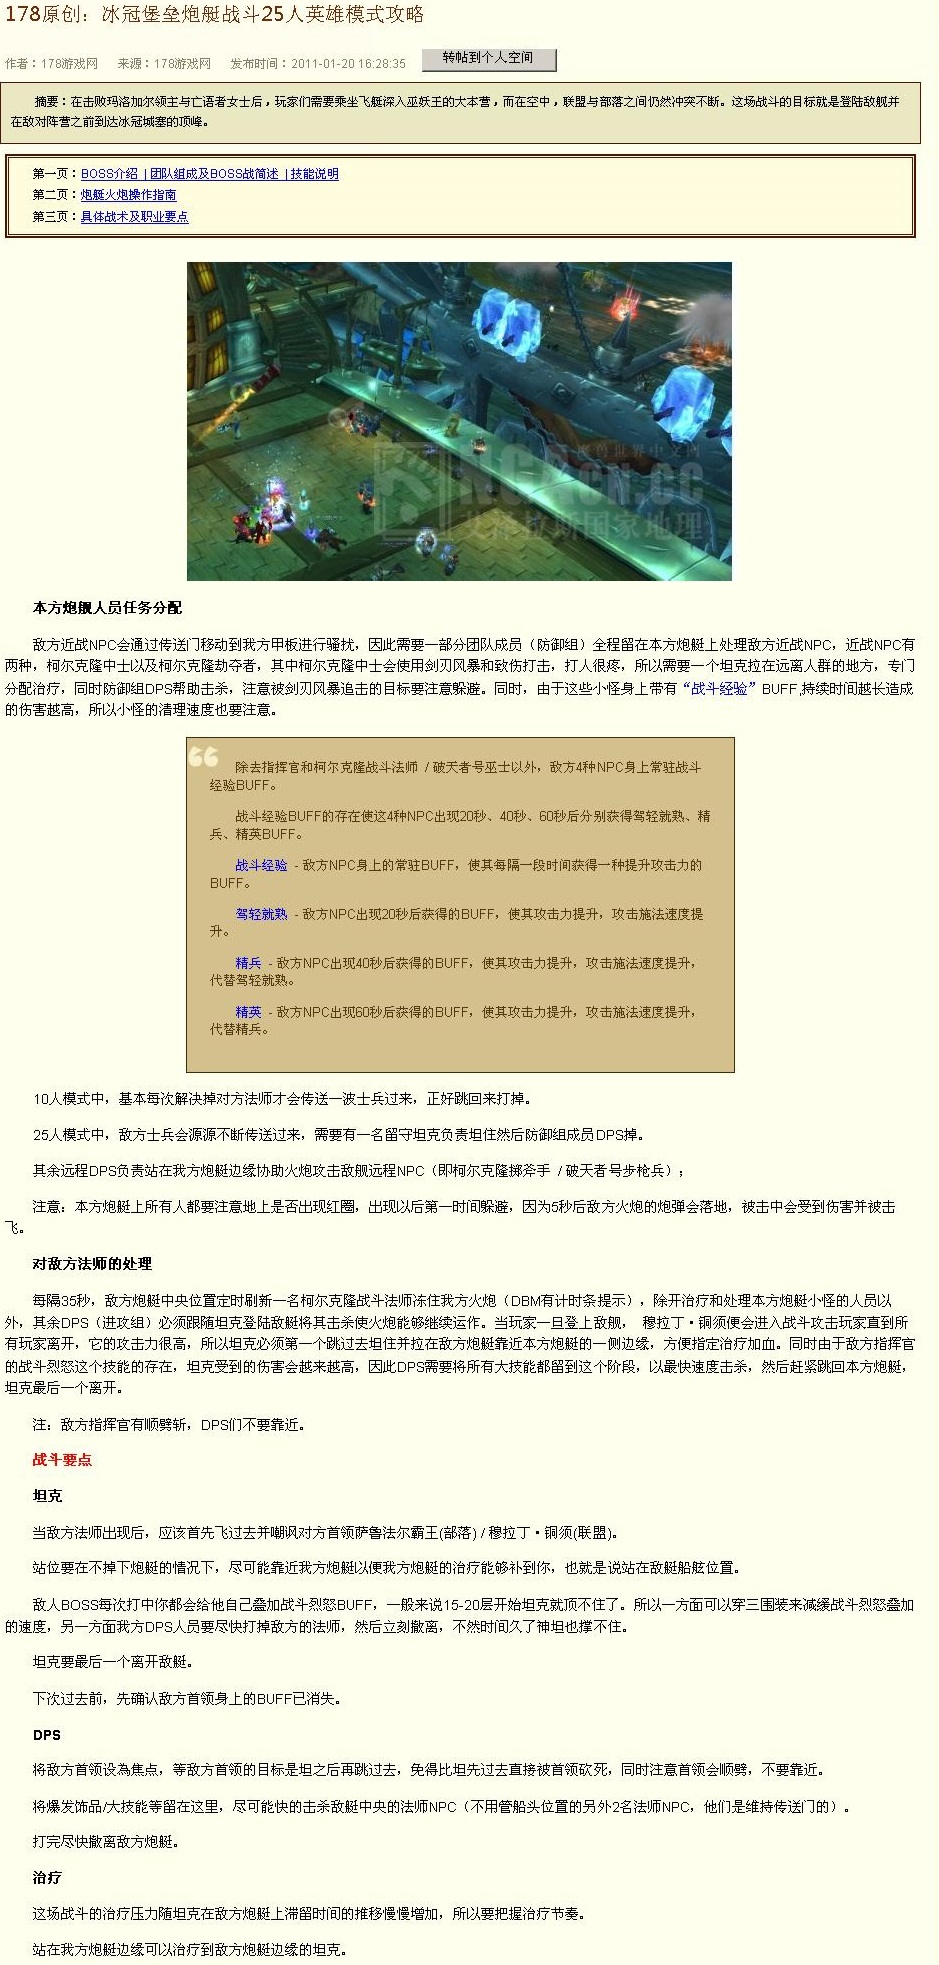 178原创：冰冠堡垒炮艇战斗25人英雄模式攻略
作者：178游戏网 来源：178游戏网 发布时间：2011-01-20 16:28:35 转帖到个人空间
摘要：在击败玛洛加尔领主与亡语者女士后，玩家们需要乘坐飞艇深入巫妖王的大本营，而在空中，联盟与部落之间仍然冲突不断。这场战斗的目标就是登陆敌舰并
在敌对阵营之前到达冰冠城塞的顶峰。
第一页：BOSS介绍 | 团队组成及BOSS战简述 | 技能说明
第二页：炮艇火炮操作指南
第三页：具体战术及职业要点
魔兽世界中文网
NGACN.CC
艾泽拉斯国家地理
本方炮舰人员任务分配
敌方近战NPC会通过传送门移动到我方甲板进行骚扰，因此需要一部分团队成员（防御组）全程留在本方炮艇上处理敌方近战NPC，近战NPC有
两种，柯尔克隆中士以及柯尔克隆劫夺者，其中柯尔克隆中士会使用剑刃风暴和致伤打击，打人很疼，所以需要一个坦克拉在远离人群的地方，专门
分配治疗，同时防御组DPS帮助击杀，注意被剑刃风暴追击的目标要注意躲避。同时，由于这些小怪身上带有“战斗经验”BUFF,持续时间越长造成
的伤害越高，所以小怪的清理速度也要注意。
除去指挥官和柯尔克隆战斗法师 / 破天者号巫士以外，敌方4种NPC身上常驻战斗
经验BUFF。
战斗经验BUFF的存在使这4种NPC出现20秒、40秒、60秒后分别获得驾轻就熟、精
兵、精英BUFF。
战斗经验 - 敌方NPC身上的常驻BUFF，使其每隔一段时间获得一种提升攻击力的
BUFF。
驾轻就熟 - 敌方NPC出现20秒后获得的BUFF，使其攻击力提升，攻击施法速度提
升。
精兵 - 敌方NPC出现40秒后获得的BUFF，使其攻击力提升，攻击施法速度提升，
代替驾轻就熟。
精英 - 敌方NPC出现60秒后获得的BUFF，使其攻击力提升，攻击施法速度提升，
代替精兵。
10人模式中，基本每次解决掉对方法师才会传送一波士兵过来，正好跳回来打掉。
25人模式中，敌方士兵会源源不断传送过来，需要有一名留守坦克负责坦住然后防御组成员DPS掉。
其余远程DPS负责站在我方炮艇边缘协助火炮攻击敌舰远程NPC（即柯尔克隆掷斧手 / 破天者号步枪兵）；
注意：本方炮艇上所有人都要注意地上是否出现红圈，出现以后第一时间躲避，因为5秒后敌方火炮的炮弹会落地，被击中会受到伤害并被击
飞。
对敌方法师的处理
每隔35秒，敌方炮艇中央位置定时刷新一名柯尔克隆战斗法师冻住我方火炮（DBM有计时条提示），除开治疗和处理本方炮艇小怪的人员以
外，其余DPS（进攻组）必须跟随坦克登陆敌艇将其击杀使火炮能够继续运作。当玩家一旦登上敌舰， 穆拉丁·铜须便会进入战斗攻击玩家直到所
有玩家离开，它的攻击力很高，所以坦克必须第一个跳过去坦住并拉在敌方炮艇靠近本方炮艇的一侧边缘，方便指定治疗加血。同时由于敌方指挥官
的战斗烈怒这个技能的存在，坦克受到的伤害会越来越高，因此DPS需要将所有大技能都留到这个阶段，以最快速度击杀，然后赶紧跳回本方炮艇，
坦克最后一个离开。
注：敌方指挥官有顺劈斩，DPS们不要靠近。
战斗要点
坦克
当敌方法师出现后，应该首先飞过去并嘲讽对方首领萨鲁法尔霸王(部落) / 穆拉丁·铜须(联盟)。
站位要在不掉下炮艇的情况下，尽可能靠近我方炮艇以便我方炮艇的治疗能够补到你，也就是说站在敌艇船舷位置。
敌人BOSS每次打中你都会给他自己叠加战斗烈怒BUFF，一般来说15-20层开始坦克就顶不住了。所以一方面可以穿三围装来减缓战斗烈怒叠加
的速度，另一方面我方DPS人员要尽快打掉敌方的法师，然后立刻撤离，不然时间久了神坦也撑不住。
坦克要最后一个离开敌艇。
下次过去前，先确认敌方首领身上的BUFF已消失。
DPS
将敌方首领设為焦点，等敌方首领的目标是坦之后再跳过去，免得比坦先过去直接被首领砍死，同时注意首领会顺劈，不要靠近。
将爆发饰品/大技能等留在这里，尽可能快的击杀敌艇中央的法师NPC（不用管船头位置的另外2名法师NPC，他们是维持传送门的）。
打完尽快撤离敌方炮艇。
治疗
这场战斗的治疗压力随坦克在敌方炮艇上滞留时间的推移慢慢增加，所以要把握治疗节奏。
站在我方炮艇边缘可以治疗到敌方炮艇边缘的坦克。